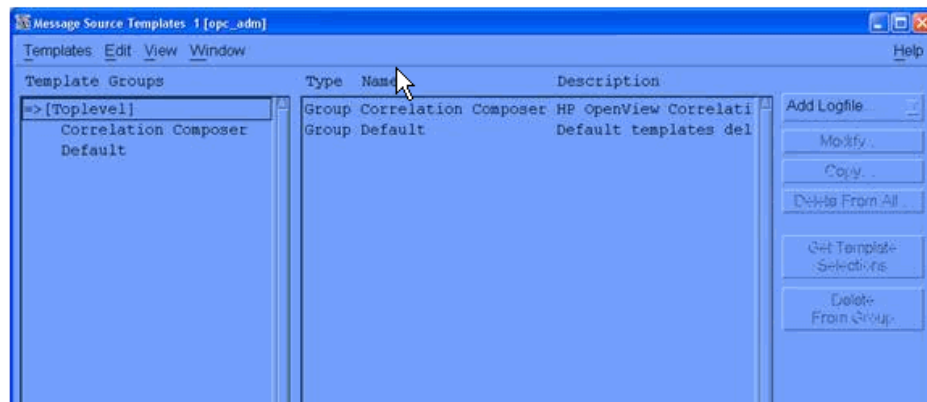 Message Source Templates 1 [opc_adm]
Templates Edit View Window Help
Template Groups
Type Name Description
=>[Toplevel]
Correlation Composer
Default
Group Correlation Composer HP OpenView Correlati
Group Default Default templates del
Add Logfile...
Modify...
Copy...
Delete From All...
Get Template
Selections
Delete
From Group